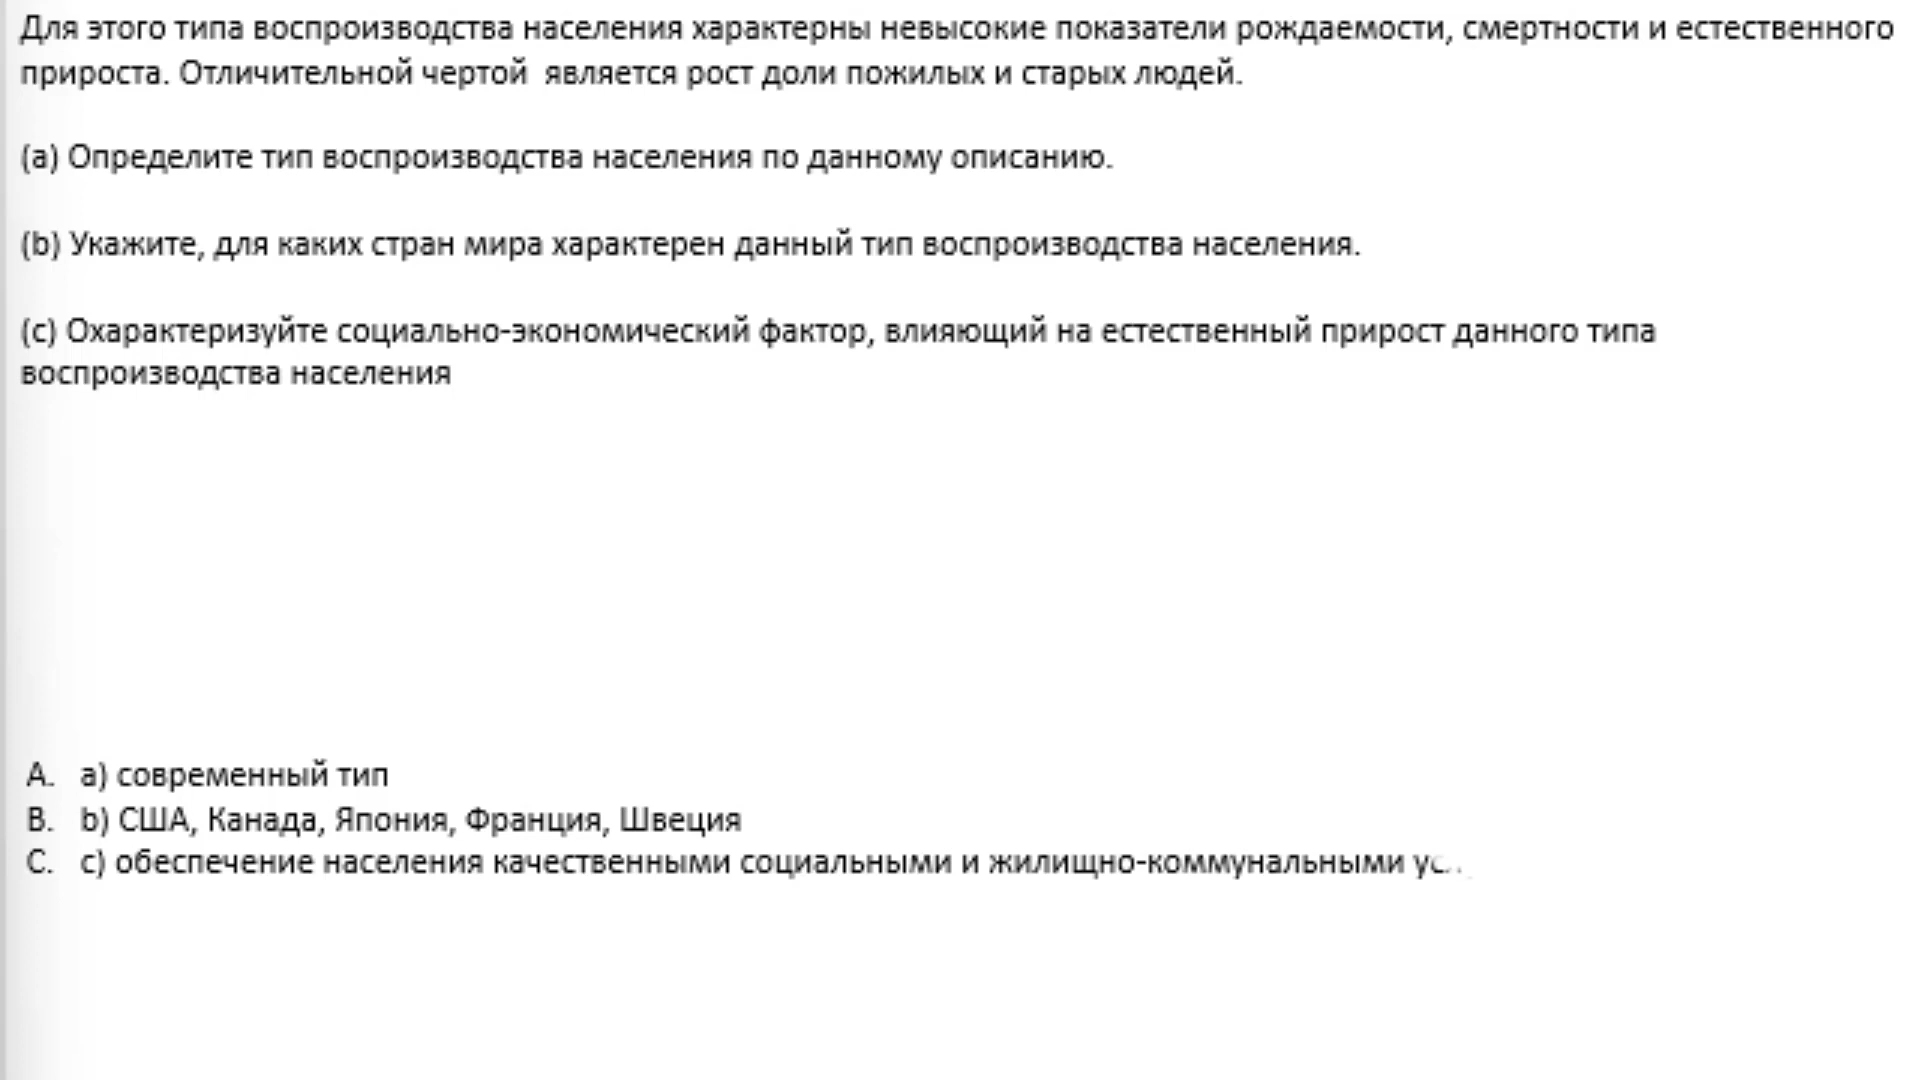 Для этого типа воспроизводства населения характерны невысокие показатели рождаемости, смертности и естественного
прироста. Отличительной чертой является рост доли пожилых и старых людей.
(a) Определите тип воспроизводства населения по данному описанию.
(b) Укажите, для каких стран мира характерен данный тип воспроизводства населения.
(c) Охарактеризуйте социально-экономический фактор, влияющий на естественный прирост данного типа
воспроизводства населения
A. a) современный тип
B. b) США, Канада, Япония, Франция, Швеция
C. c) обеспечение населения качественными социальными и жилищно-коммунальными